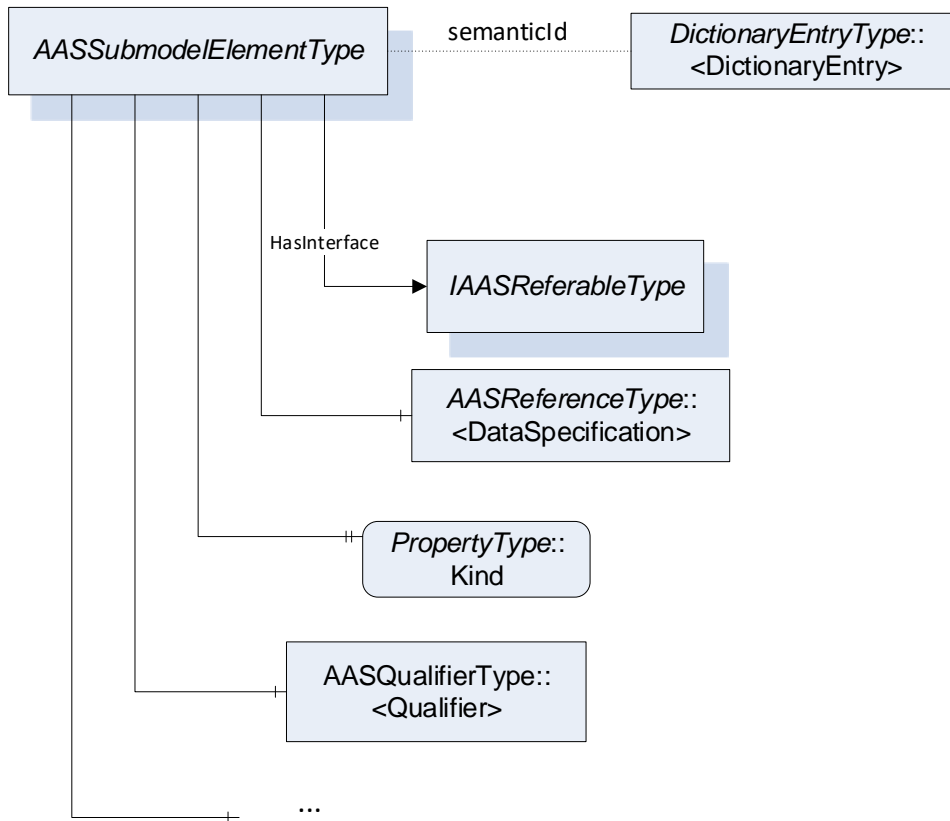 AASSubmodelElementType
semanticId
DictionaryEntryType::
<DictionaryEntry>
HasInterface
IAASReferableType
AASReferenceType::
<DataSpecification>
PropertyType::
Kind
AASQualifierType::
<Qualifier>
...